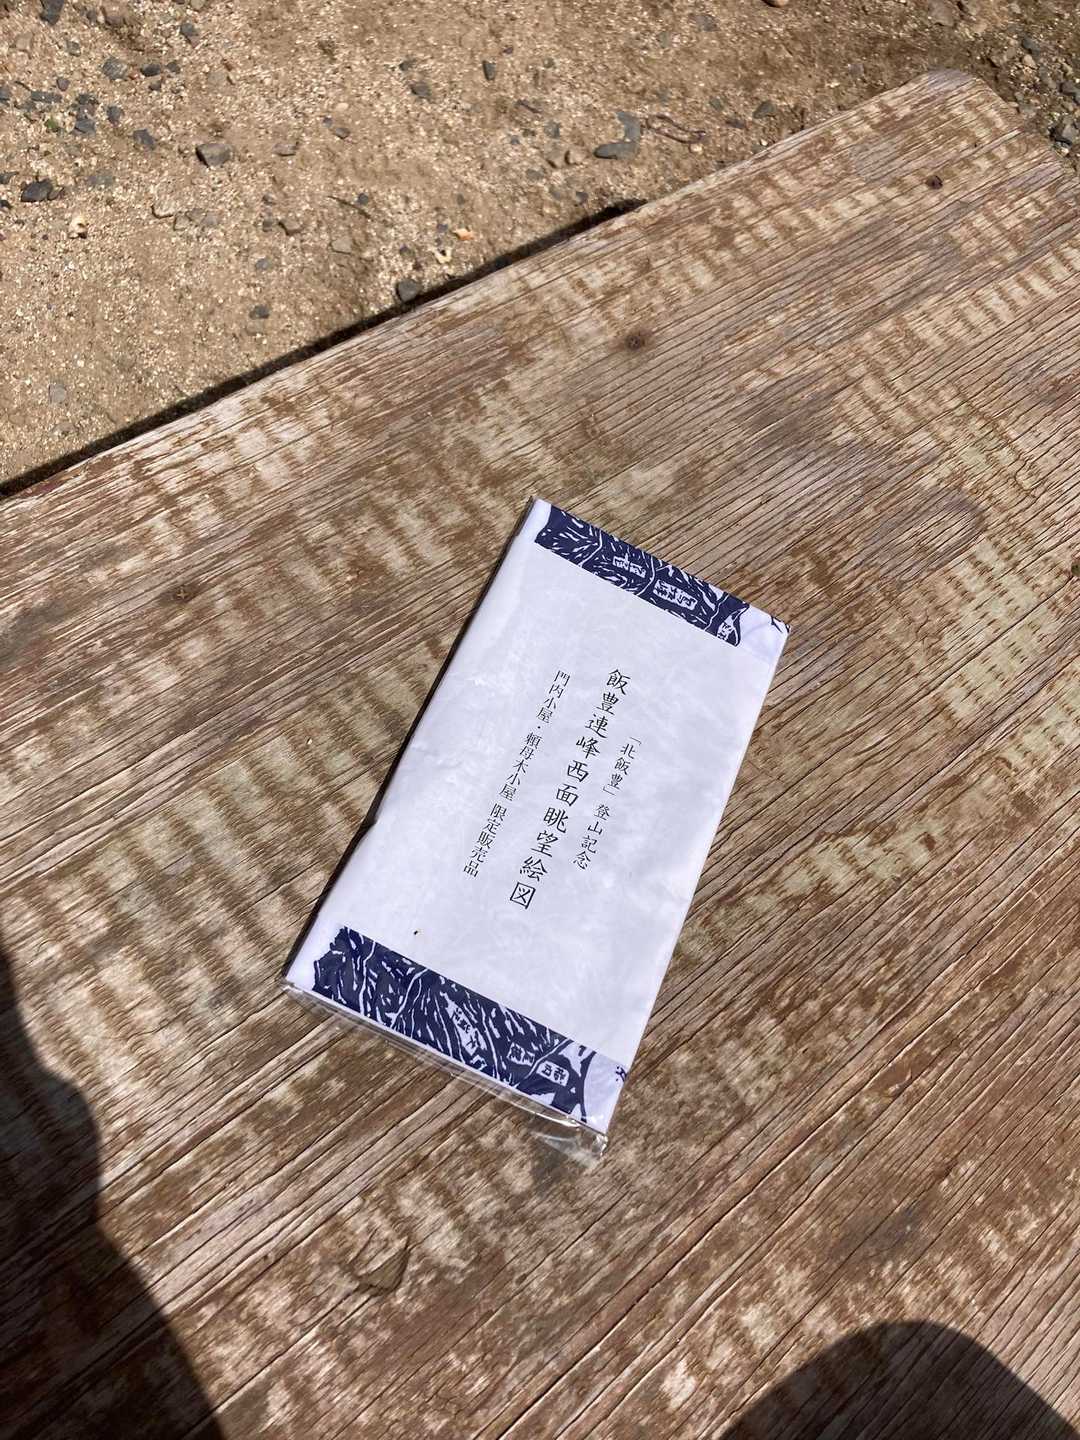 「北飯豊」登山記念
飯豊連峰西面眺望絵図
門内小屋・頼母木小屋 限定販売品